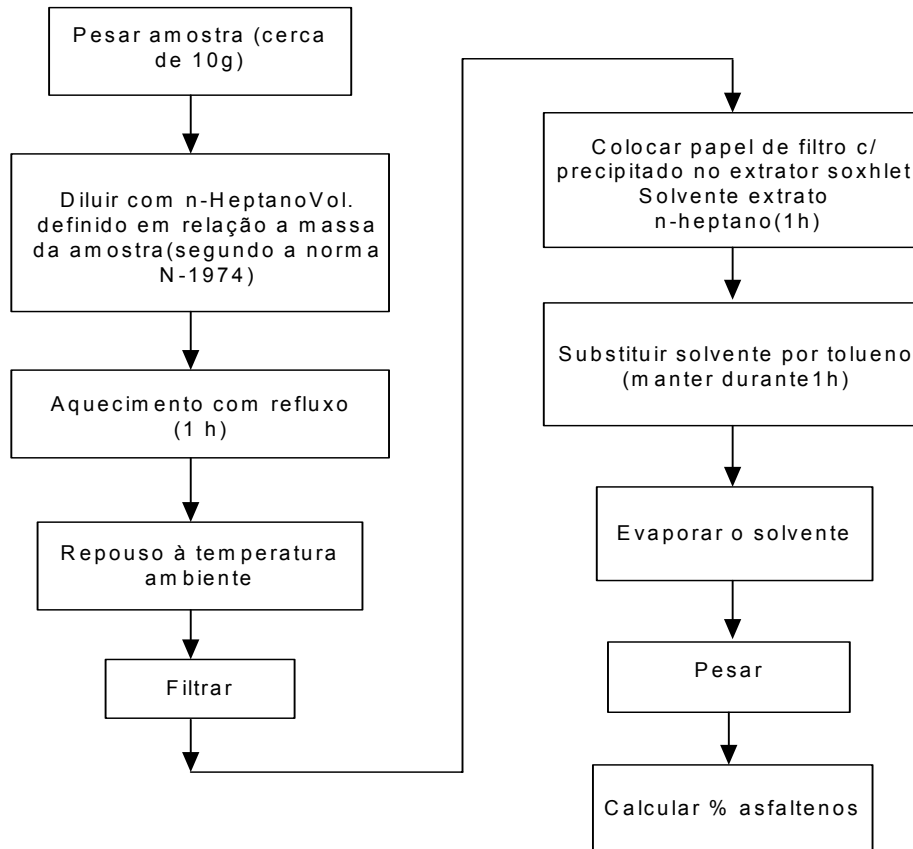 Pesar amostra (cerca
de 10g)
Diluir com n-HeptanoVol.
definido em relação a massa
da amostra(segundo a norma
N-1974)
Aquecimento com refluxo
(1 h)
Repouso à temperatura
ambiente
Filtrar
Colocar papel de filtro c/
precipitado no extrator soxhlet
Solvente extrato
n-heptano(1h)
Substituir solvente por tolueno
(manter durante1h)
Evaporar o solvente
Pesar
Calcular % asfaltenos